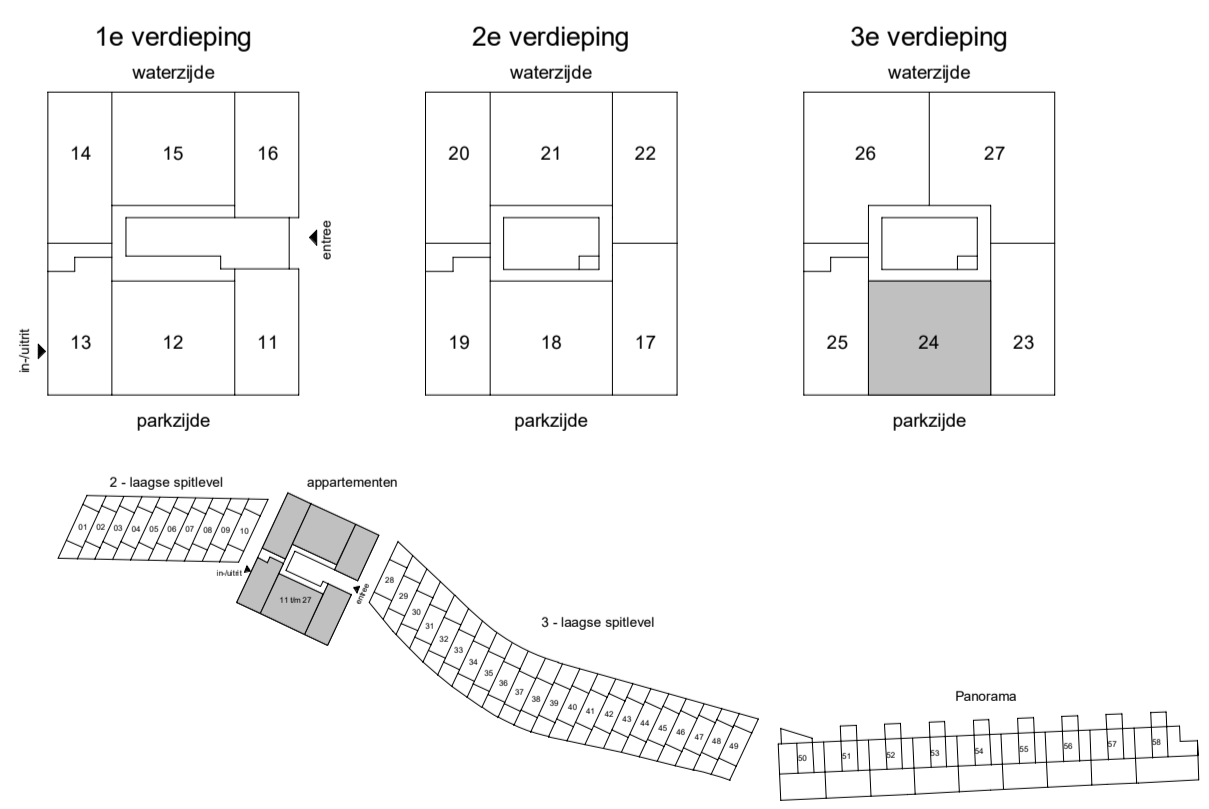 1e verdieping
waterzijde
14 15 16
entree
13 12 11
in-/uitrit
parkzijde
2e verdieping
waterzijde
20 21 22
19 18 17
parkzijde
3e verdieping
waterzijde
26 27
25 24 23
parkzijde
2 - laagse spitlevel
01 02 03 04 05 06 07 08 09 10
appartementen
in-/uitrit
11 t/m 27
entree
3 - laagse spitlevel
28 29 30 31 32 33 34 35 36 37 38 39 40 41 42 43 44 45 46 47 48 49
Panorama
50 51 52 53 54 55 56 57 58